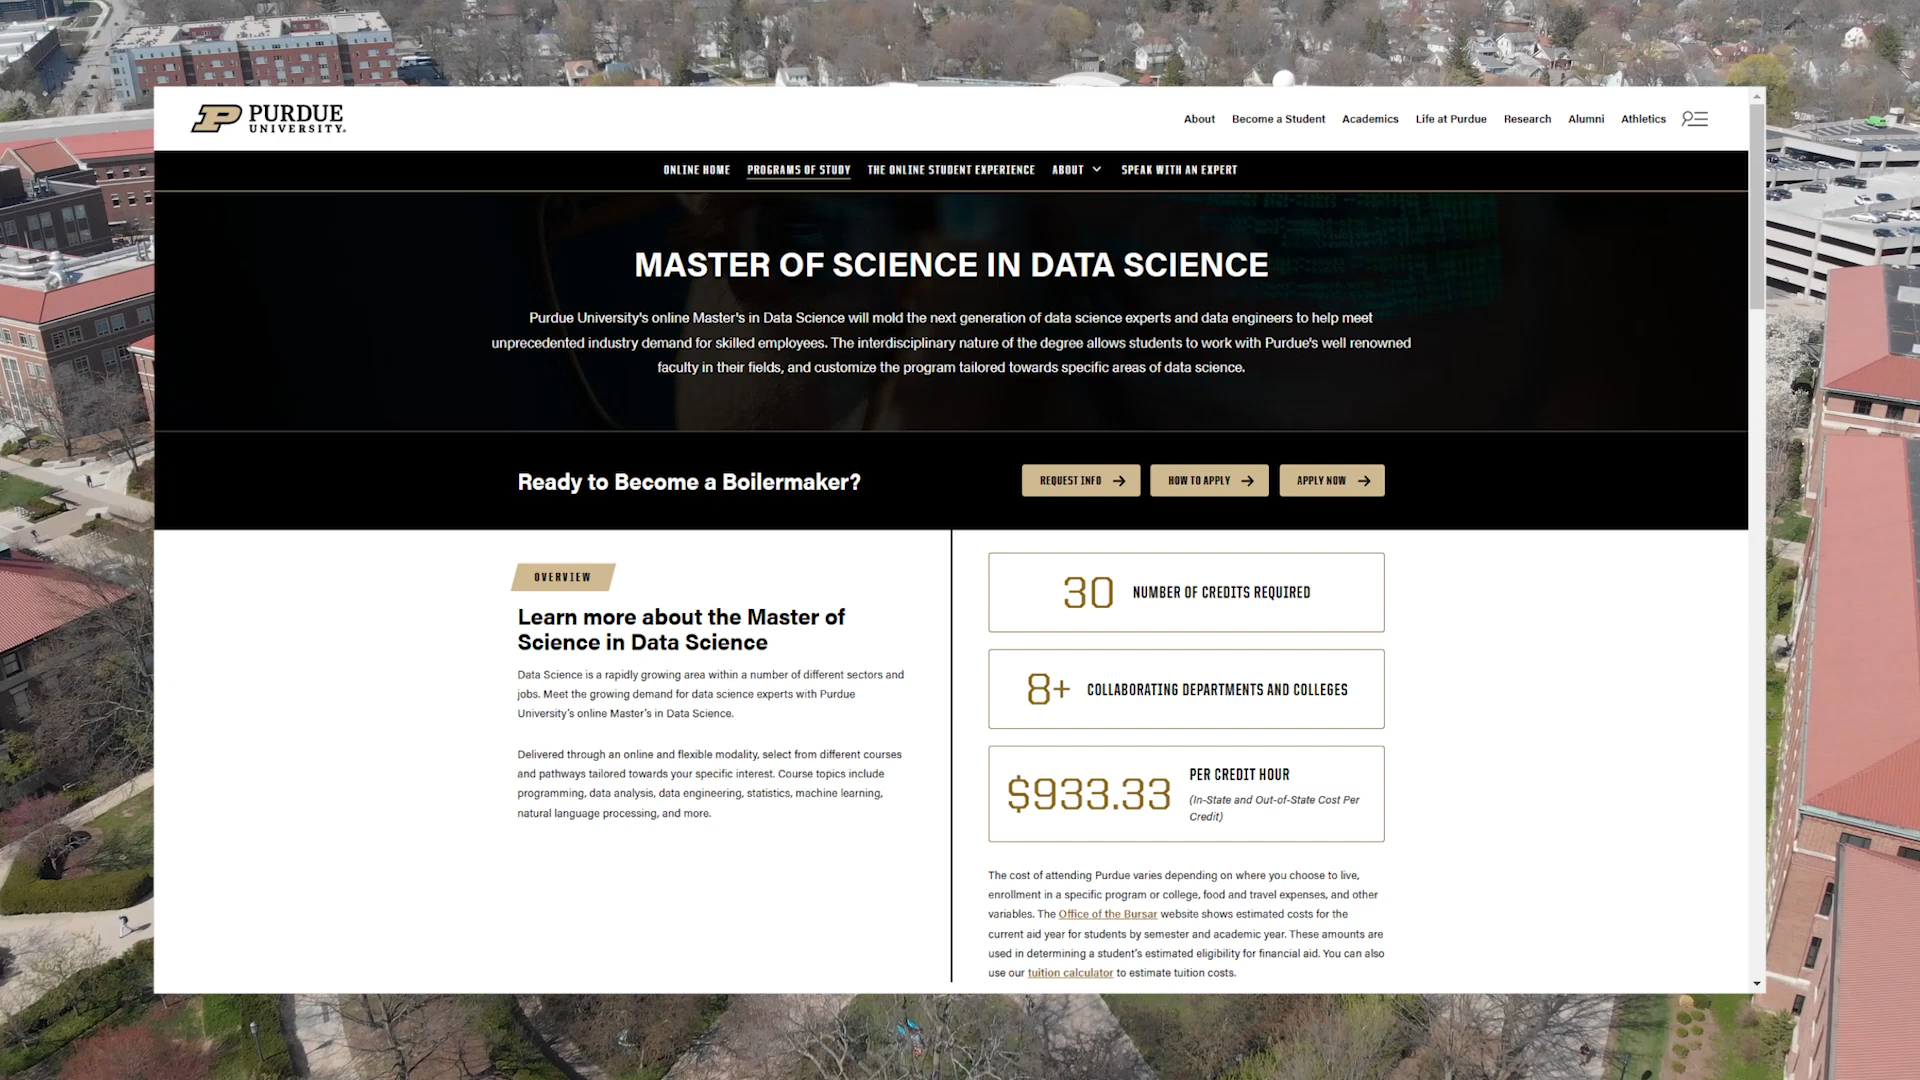 PURDUE
UNIVERSITY®
About Become a Student Academics Life at Purdue Research Alumni Athletics
ONLINE HOME PROGRAMS OF STUDY THE ONLINE STUDENT EXPERIENCE ABOUT SPEAK WITH AN EXPERT
MASTER OF SCIENCE IN DATA SCIENCE
Purdue University's online Master's in Data Science will mold the next generation of data science experts and data engineers to help meet
unprecedented industry demand for skilled employees. The interdisciplinary nature of the degree allows students to work with Purdue's well renowned
faculty in their fields, and customize the program tailored towards specific areas of data science.
Ready to Become a Boilermaker?
REQUEST INFO HOW TO APPLY APPLY NOW
OVERVIEW
Learn more about the Master of
Science in Data Science
Data Science is a rapidly growing area within a number of different sectors and
jobs. Meet the growing demand for data science experts with Purdue
University's online Master's in Data Science.
Delivered through an online and flexible modality, select from different courses
and pathways tailored towards your specific interest. Course topics include
programming, data analysis, data engineering, statistics, machine learning,
natural language processing, and more.
30 NUMBER OF CREDITS REQUIRED
8+ COLLABORATING DEPARTMENTS AND COLLEGES
$933.33 PER CREDIT HOUR
(In-State and Out-of-State Cost Per
Credit)
The cost of attending Purdue varies depending on where you choose to live,
enrollment in a specific program or college, food and travel expenses, and other
variables. The Office of the Bursar website shows estimated costs for the
current aid year for students by semester and academic year. These amounts are
used in determining a student's estimated eligibility for financial aid. You can also
use our tuition calculator to estimate tuition costs.